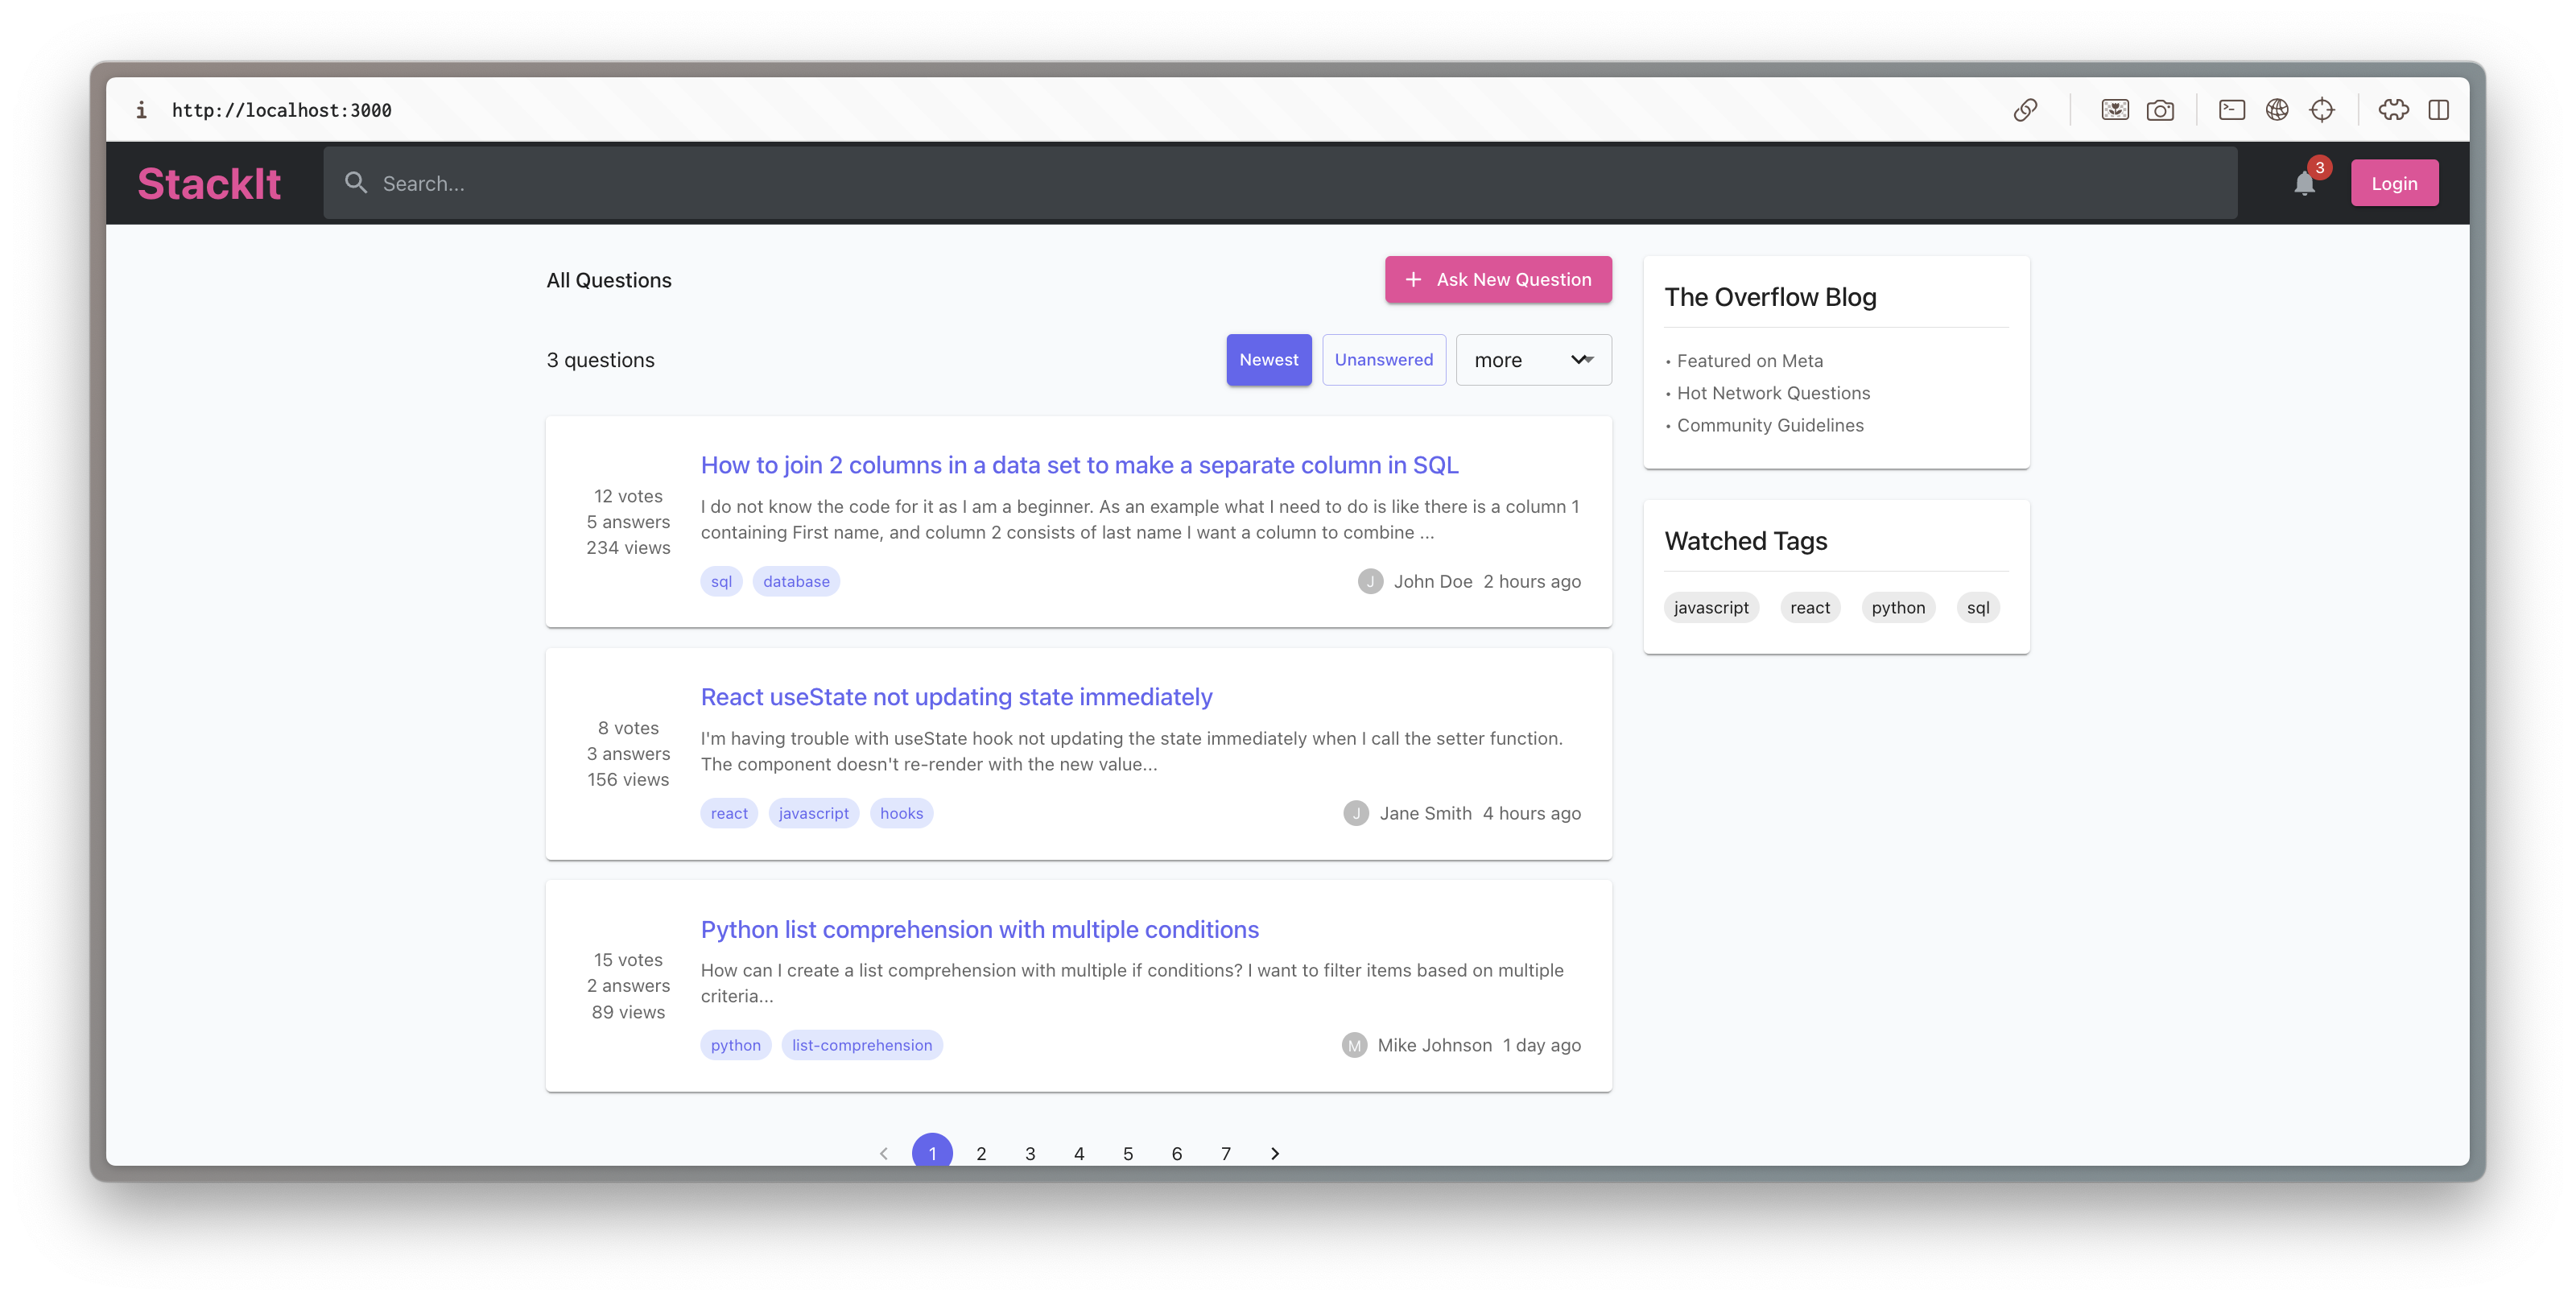 i http://localhost:3000
StackIt
Search...
3
Login
All Questions
+ Ask New Question
3 questions
Newest
Unanswered
more
12 votes
5 answers
234 views
How to join 2 columns in a data set to make a separate column in SQL
I do not know the code for it as I am a beginner. As an example what I need to do is like there is a column 1
containing First name, and column 2 consists of last name I want a column to combine ...
sql database
J John Doe 2 hours ago
8 votes
3 answers
156 views
React useState not updating state immediately
I'm having trouble with useState hook not updating the state immediately when I call the setter function.
The component doesn't re-render with the new value...
react javascript hooks
J Jane Smith 4 hours ago
15 votes
2 answers
89 views
Python list comprehension with multiple conditions
How can I create a list comprehension with multiple if conditions? I want to filter items based on multiple
criteria...
python list-comprehension
M Mike Johnson 1 day ago
1 2 3 4 5 6 7
The Overflow Blog
• Featured on Meta
• Hot Network Questions
• Community Guidelines
Watched Tags
javascript react python sql